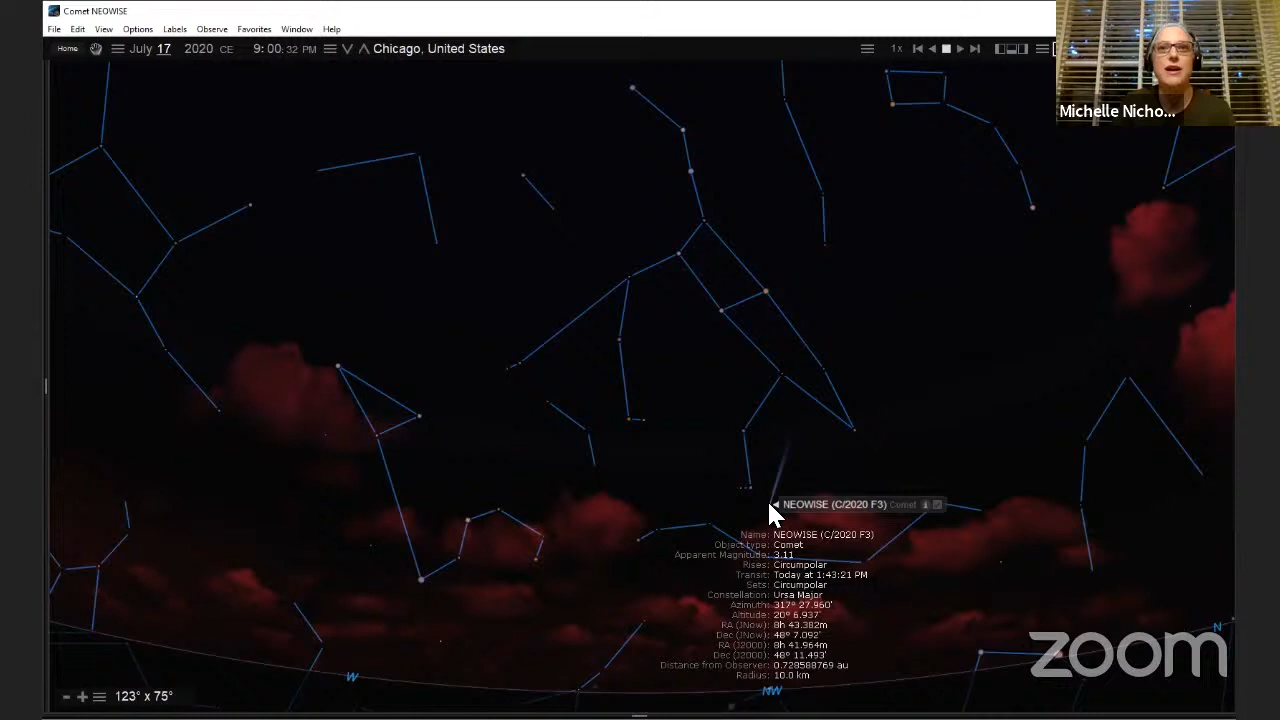 Comet NEOWISE
File Edit View Options Labels Observe Favorites Window Help
Home July 17 2020 CE 9:00:32 PM Chicago, United States 1x
Michelle Nicho...
NEOWISE (C/2020 F3) Comet
Name: NEOWISE (C/2020 F3)
Object type: Comet
Apparent Magnitude: 3.11
Rises: Circumpolar
Transit: Today at 1:43:21 PM
Sets: Circumpolar
Constellation: Ursa Major
Azimuth: 317° 27.960'
Altitude: 20° 6.937'
RA (JNow): 8h 43.382m
Dec (JNow): 48° 7.092'
RA (J2000): 8h 41.964m
Dec (J2000): 48° 11.493'
Distance from Observer: 0.728588769 au
Radius: 10.0 km
N
zoom
W
NW
123° x 75°